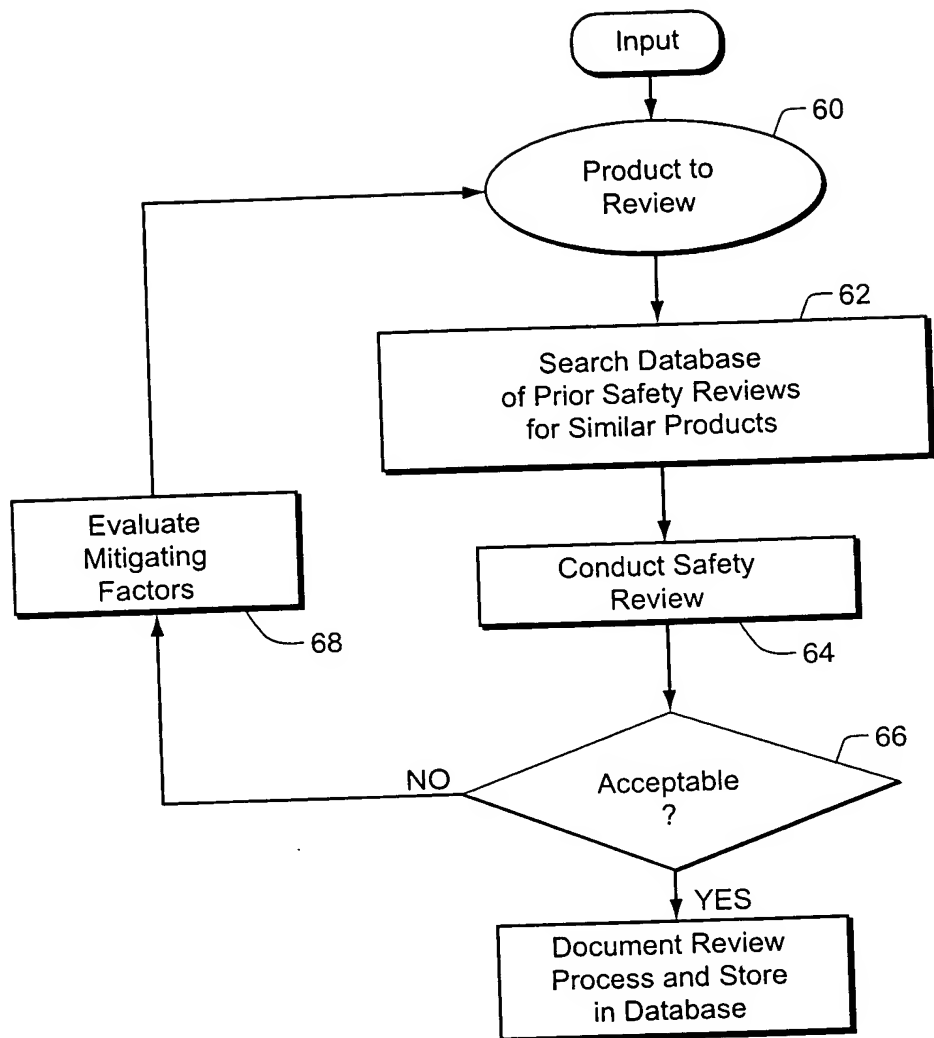 Input
60
Product to
Review
62
Search Database
of Prior Safety Reviews
for Similar Products
Evaluate
Mitigating
Factors
68
Conduct Safety
Review
64
66
NO
Acceptable
?
YES
Document Review
Process and Store
in Database